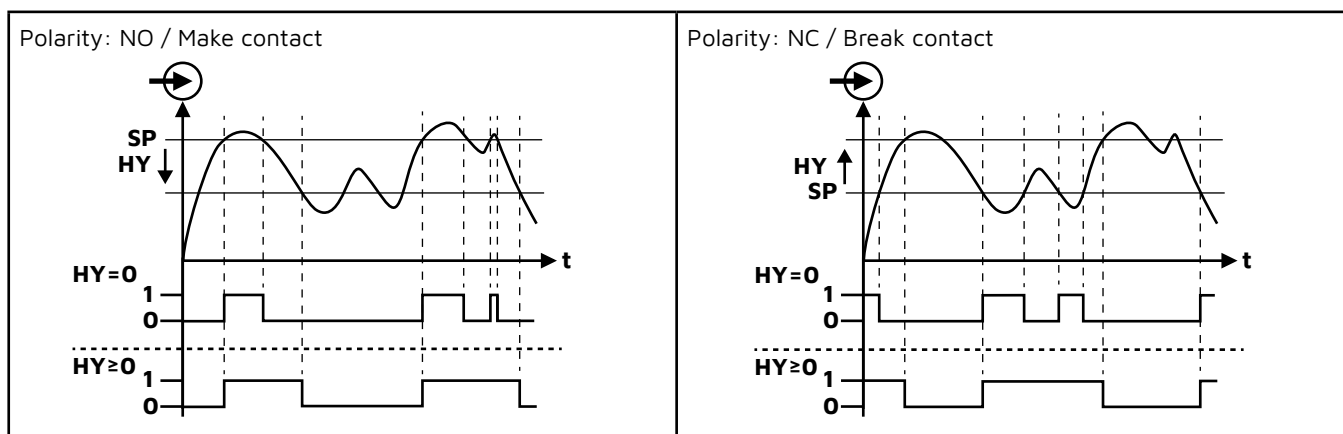 Polarity: NO / Make contact
SP
HY
t
HY=0
1
0
HY≥0
1
0
Polarity: NC / Break contact
HY
SP
t
HY=0
1
0
HY≥0
1
0